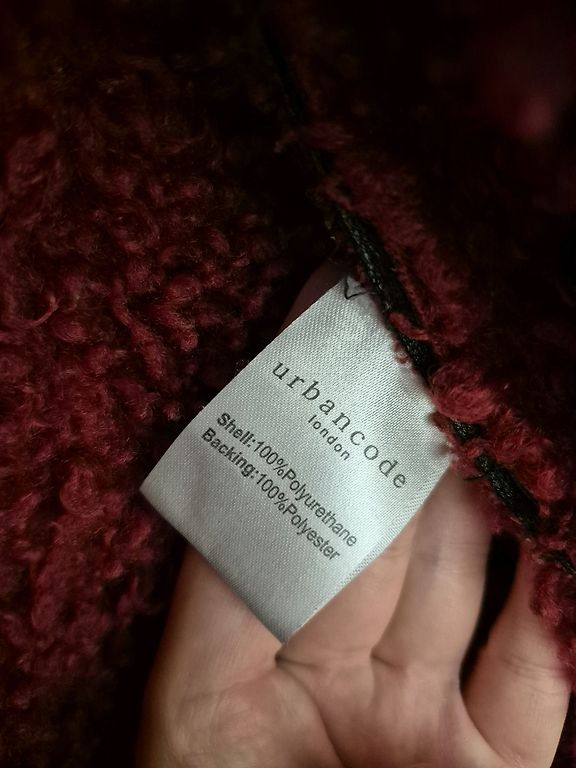 urbancode
london
Shell:100%Polyurethane
Backing:100%Polyester